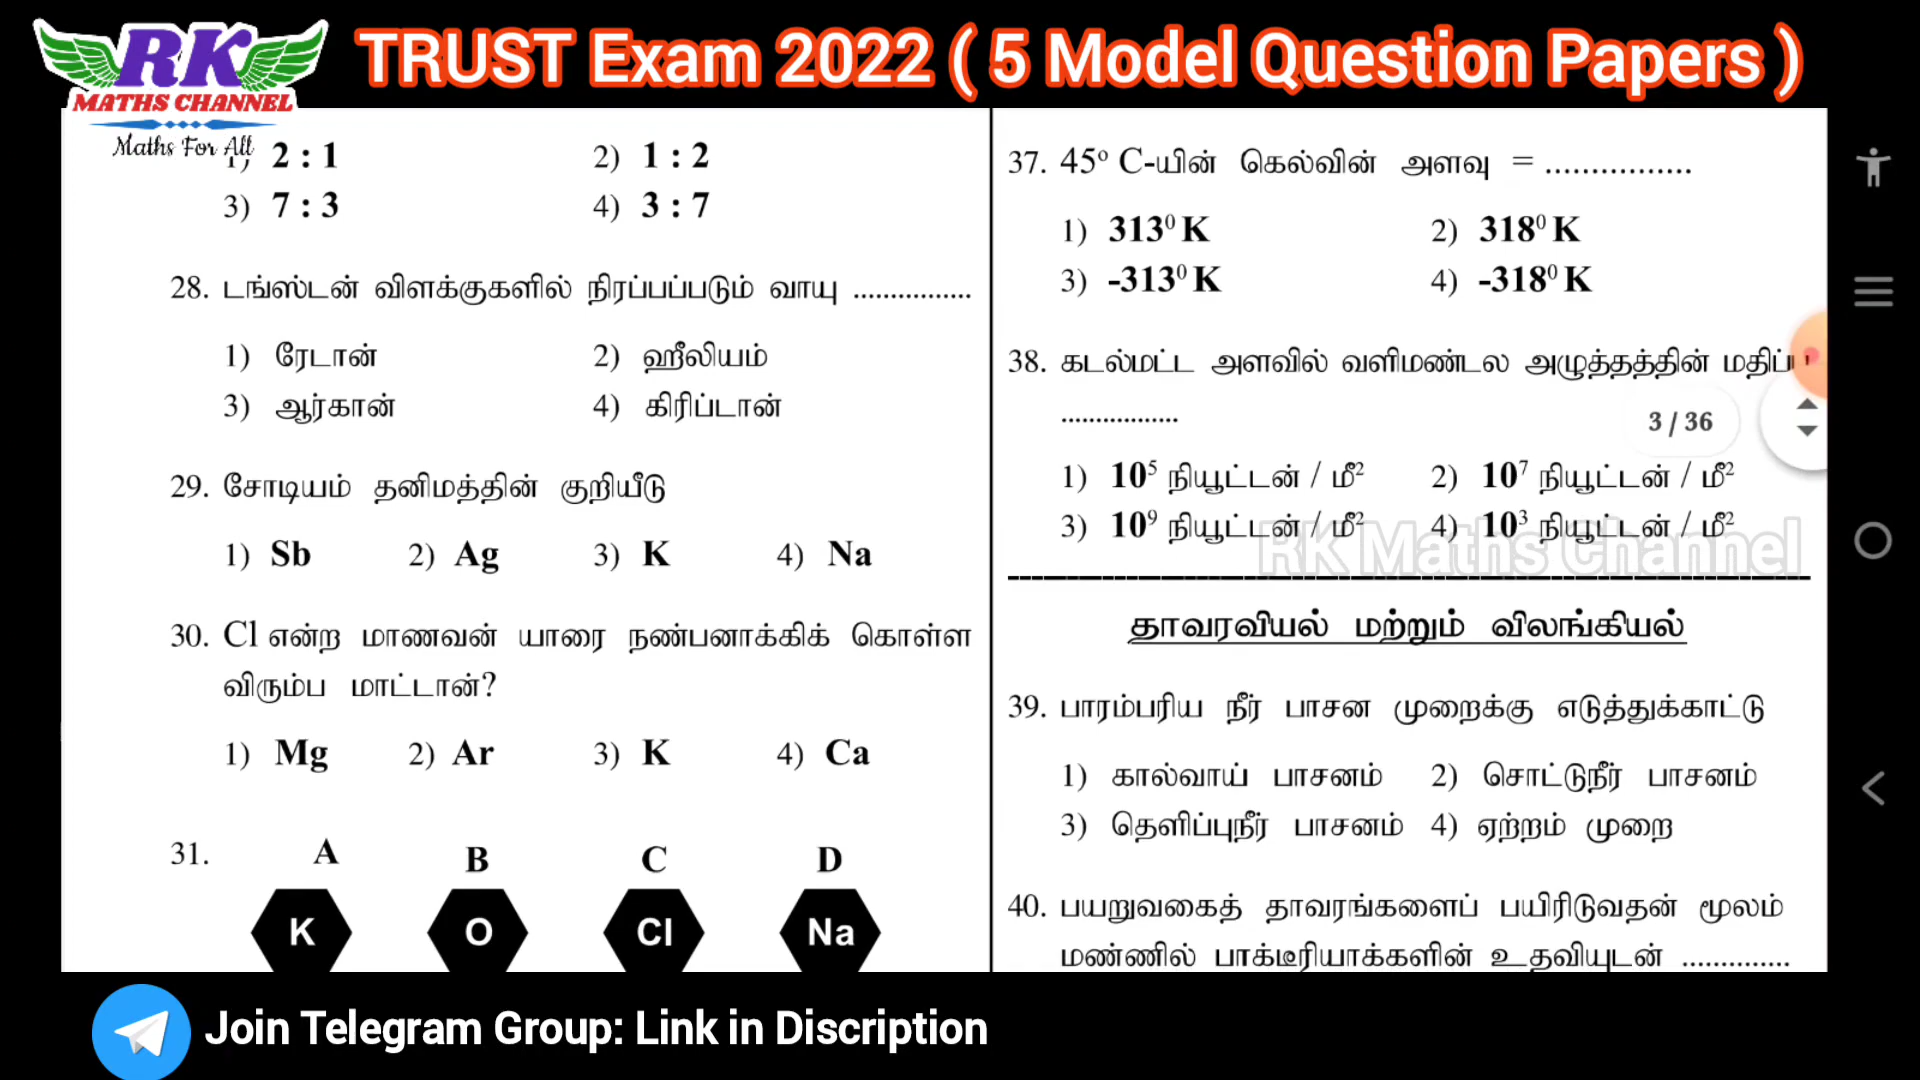 RK
MATHS CHANNEL
Maths For All
TRUST Exam 2022 ( 5 Model Question Papers )
1) 2 : 1 2) 1 : 2
3) 7 : 3 4) 3 : 7
28. டங்ஸ்டன் விளக்குகளில் நிரப்பப்படும் வாயு ................
1) ரேடான் 2) ஹீலியம்
3) ஆர்கான் 4) கிரிப்டான்
29. சோடியம் தனிமத்தின் குறியீடு
1) Sb 2) Ag 3) K 4) Na
30. Cl என்ற மாணவன் யாரை நண்பனாக்கிக் கொள்ள
விரும்ப மாட்டான்?
1) Mg 2) Ar 3) K 4) Ca
31. A B C D
K O Cl Na
37. 45º C-யின் கெல்வின் அளவு = ................
1) 313⁰ K 2) 318⁰ K
3) -313⁰ K 4) -318⁰ K
38. கடல்மட்ட அளவில் வளிமண்டல அழுத்தத்தின்
.................
3 / 36
1) 10⁵ நியூட்டன் / மீ² 2) 10⁷ நியூட்டன் / மீ²
3) 10⁹ நியூட்டன் / மீ² 4) 10³ நியூட்டன் / மீ²
RK Maths Channel
தாவரவியல் மற்றும் விலங்கியல்
39. பாரம்பரிய நீர் பாசன முறைக்கு எடுத்துக்காட்டு
1) கால்வாய் பாசனம் 2) சொட்டுநீர் பாசனம்
3) தெளிப்புநீர் பாசனம் 4) ஏற்றம் முறை
40. பயறுவகைத் தாவரங்களைப் பயிரிடுவதன் மூலம்
மண்ணில் பாக்டீரியாக்களின் உதவியுடன் ..............
Join Telegram Group: Link in Discription